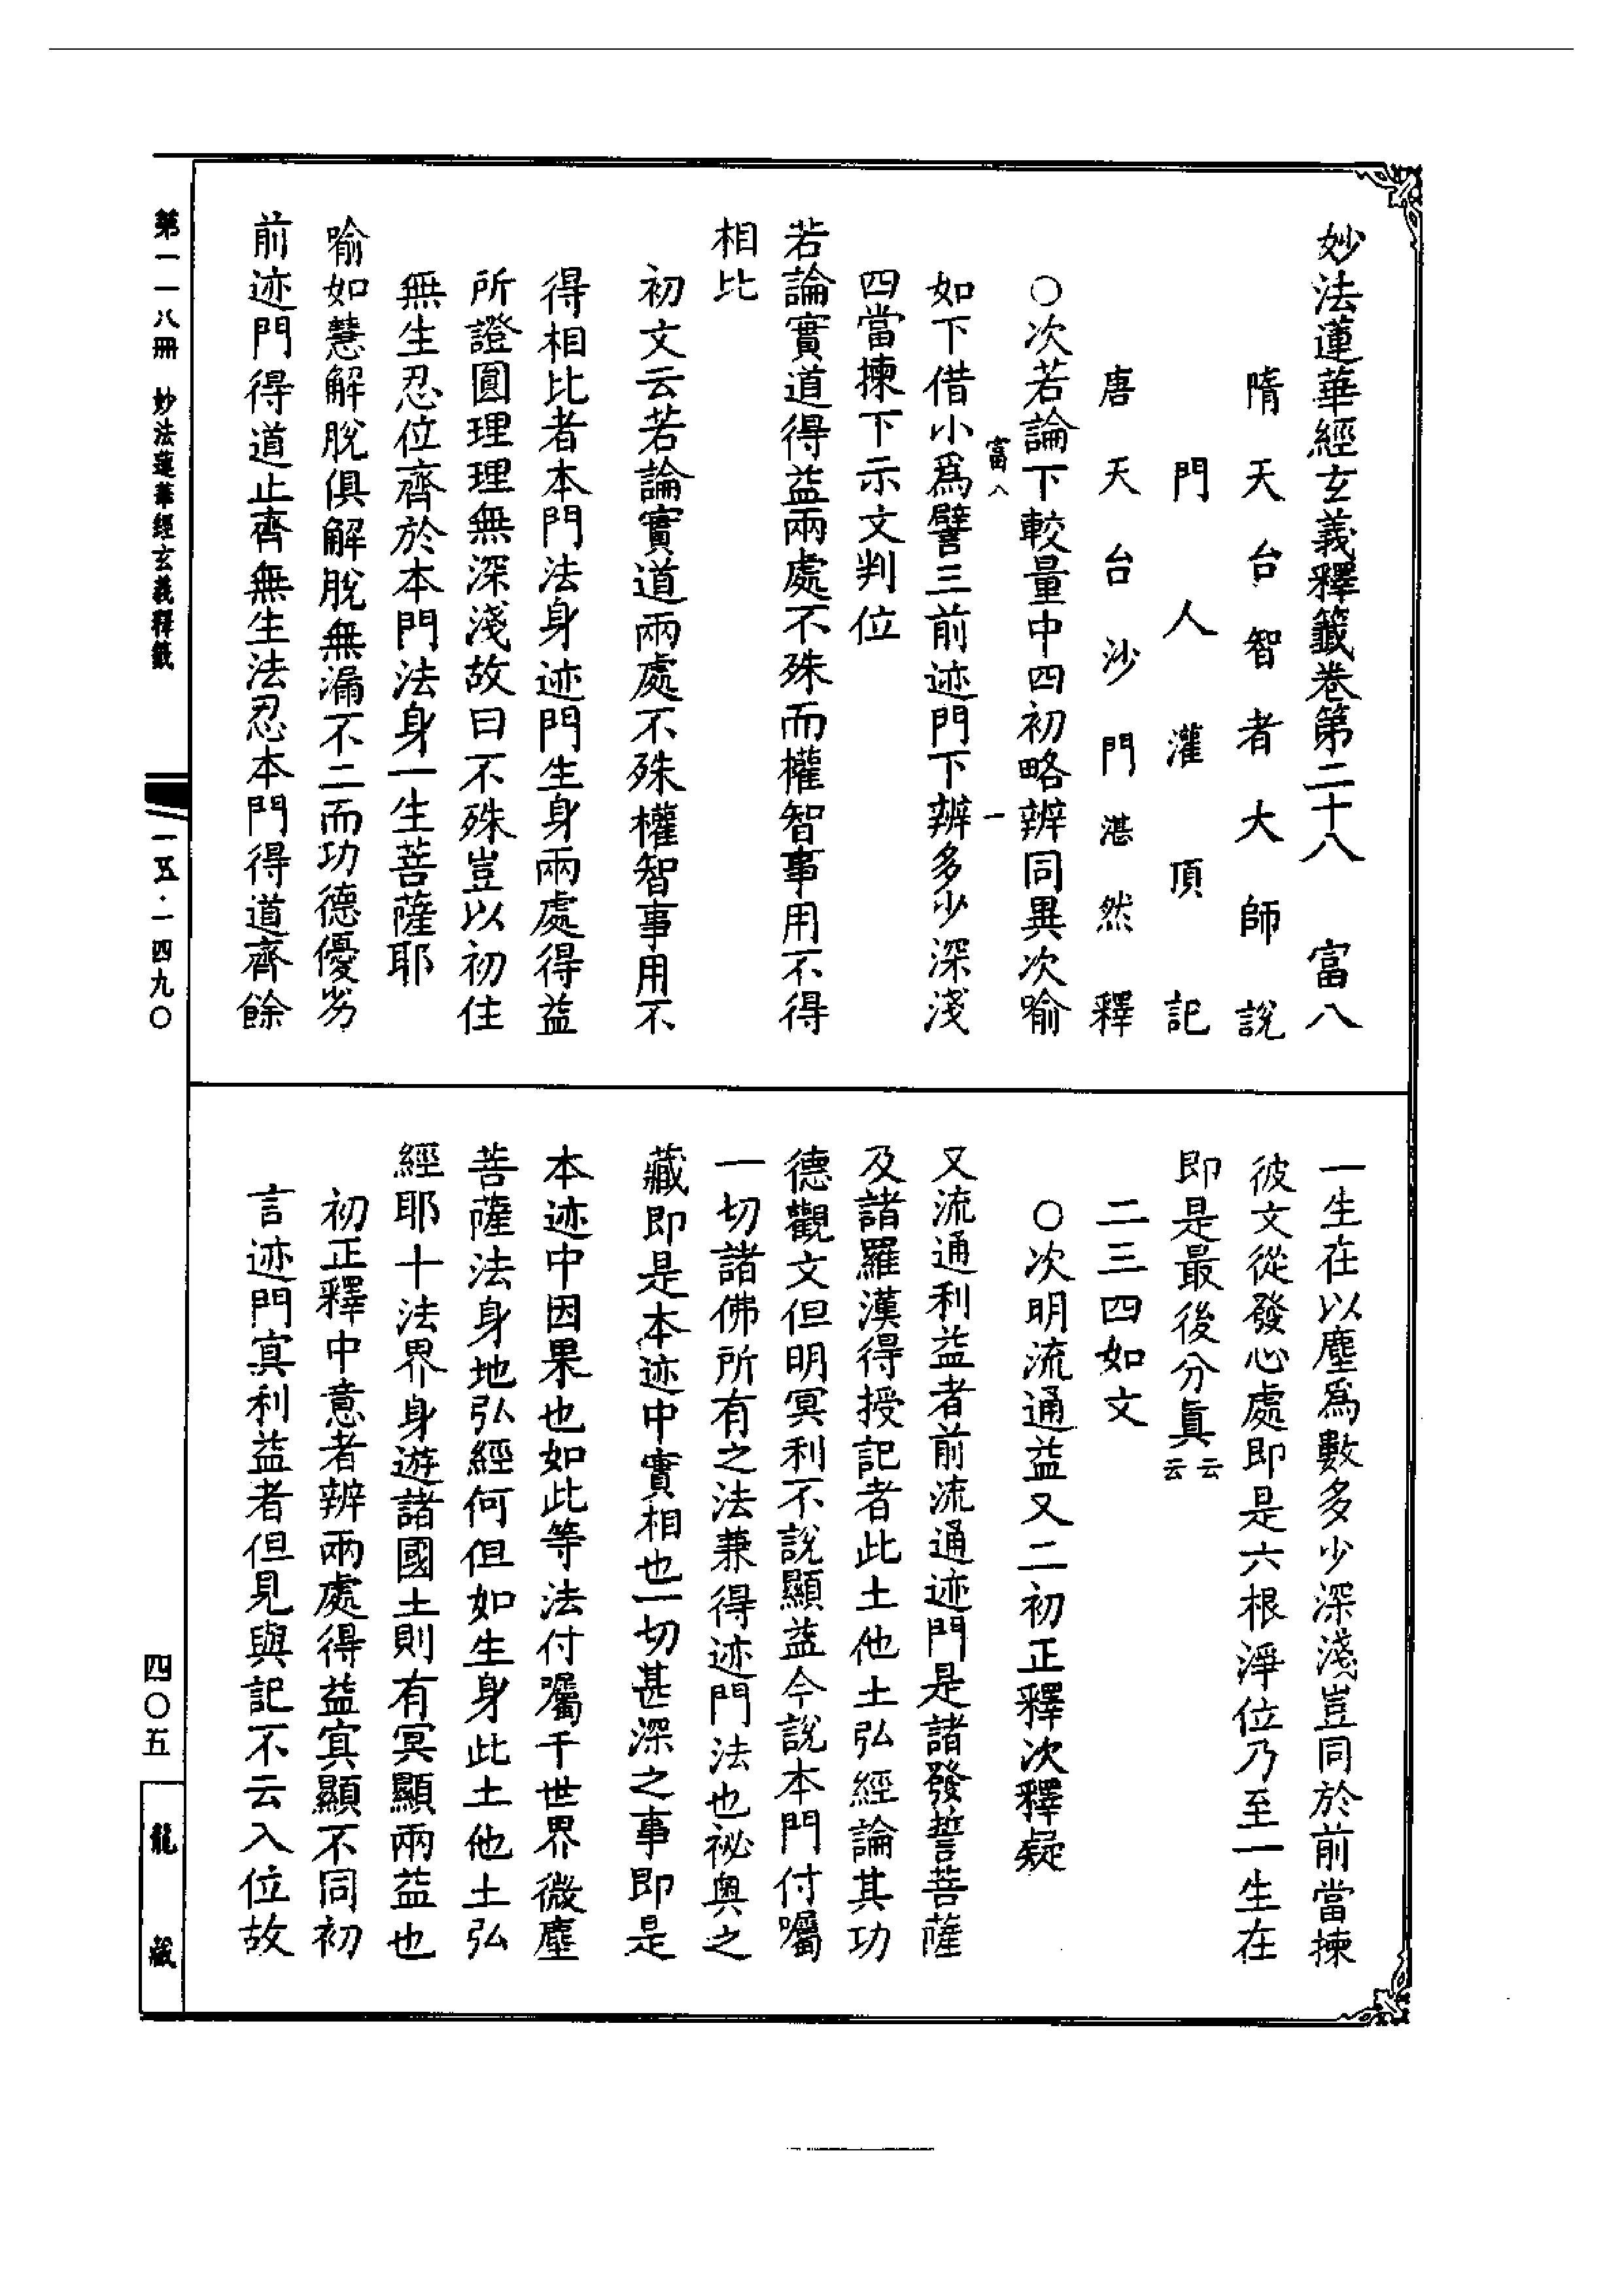 妙法蓮華經玄義釋籤卷第二十八　富八
隋天台智者大師說
門人灌頂記
唐天台沙門湛然釋
○次若論下較量中四初略辨同異次喻
富八　一
如下借小爲譬三前迹門下辨多少深淺
四當揀下示文判位
若論實道得益兩處不殊而權智事用不得
相比
初文云若論實道兩處不殊權智事用不
得相比者本門法身迹門生身兩處得益
所證圓理理無深淺故曰不殊豈以初住
無生忍位齊於本門法身一生菩薩耶
喻如慧解脫俱解脫無漏不二而功德優劣
前迹門得道止齊無生法忍本門得道齊餘
一生在以塵爲數多少深淺豈同於前當揀
彼文從發心處即是六根淨位乃至一生在
即是最後分眞云云
二三四如文
○次明流通益又二初正釋次釋疑
又流通利益者前流通迹門是諸發誓菩薩
及諸羅漢得授記者此土他土弘經論其功
德觀文但明冥利不說顯益今說本門付囑
一切諸佛所有之法兼得迹門法也祕奧之
藏即是本迹中實相也一切甚深之事即是
本迹中因果也如此等法付囑千世界微塵
菩薩法身地弘經何但如生身此土他土弘
經耶十法界身遊諸國土則有冥顯兩益也
初正釋中意者辨兩處得益冥顯不同初
言迹門冥利益者但見與記不云入位故
第一一八冊　妙法蓮華經玄義釋籤
一五·一四九〇
四〇五
龍藏